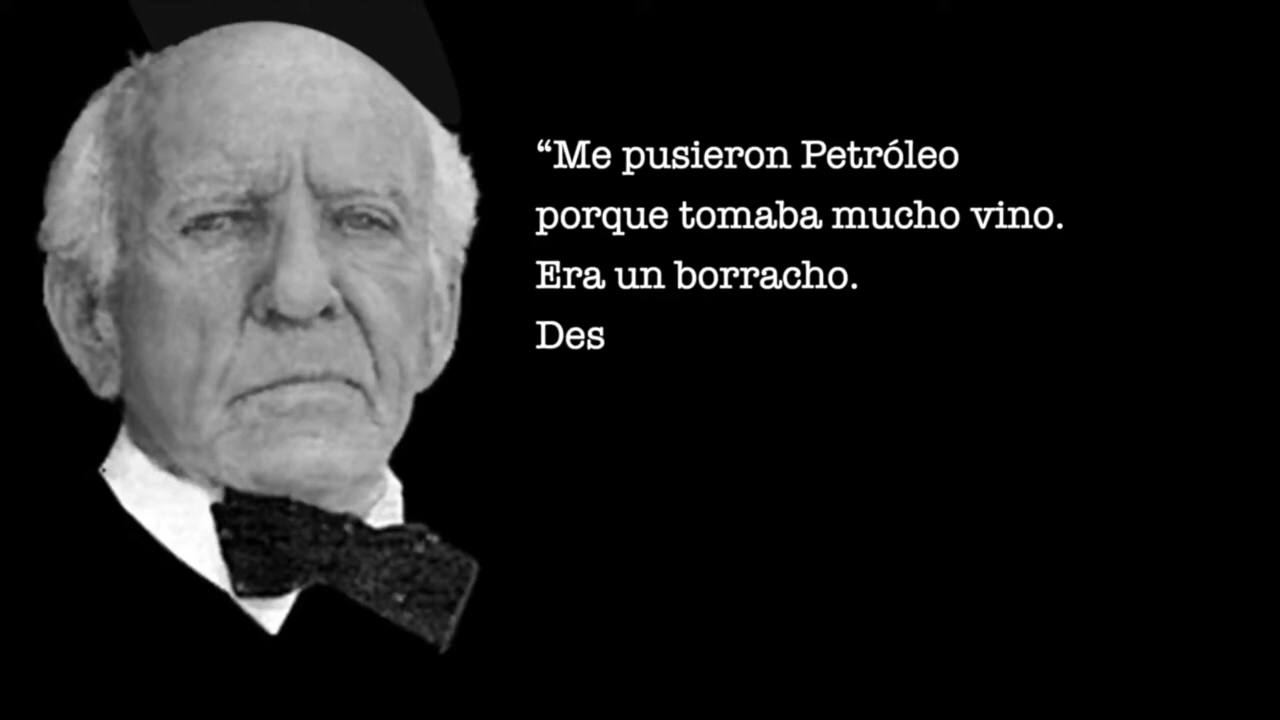 “Me pusieron Petróleo
porque tomaba mucho vino.
Era un borracho.
Des